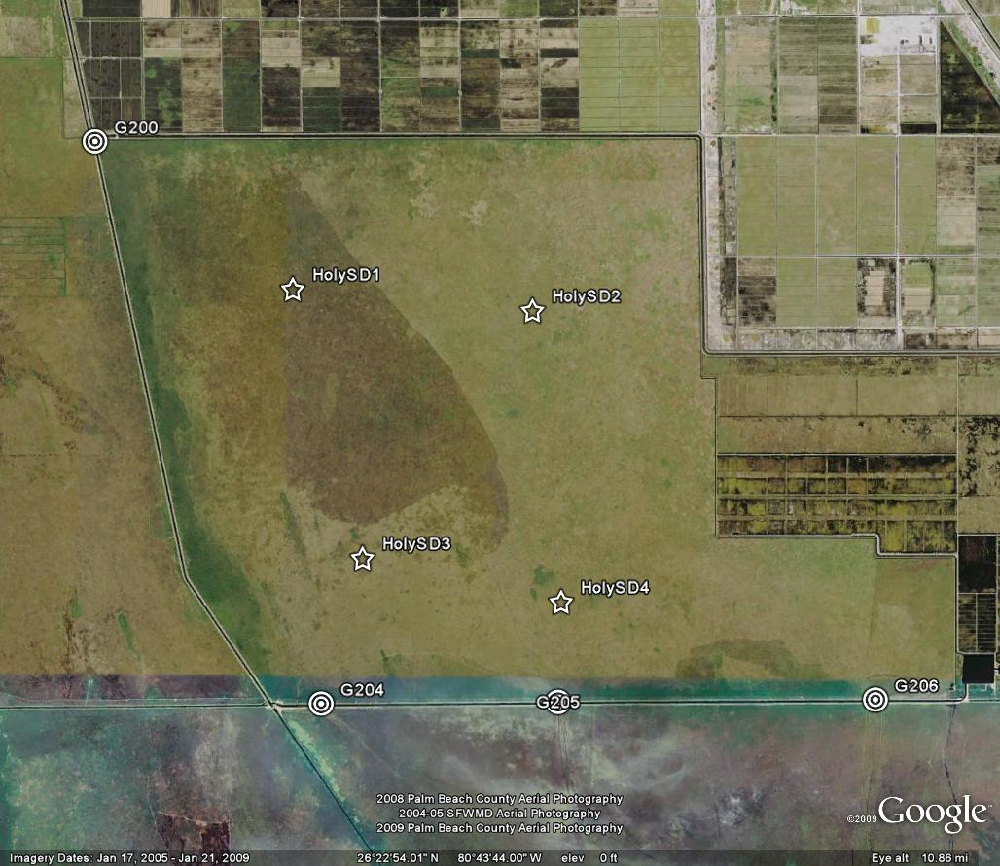 G200
HolySD1
HolySD2
HolySD3
HolySD4
G204
G205
G206
2008 Palm Beach County Aerial Photography
2004-05 SFWMD Aerial Photography
2009 Palm Beach County Aerial Photography
©2009 Google™
Imagery Dates: Jan 17, 2005 - Jan 21, 2009 26°22'54.01" N 80°43'44.00" W elev 0 ft Eye alt 10.86 mi